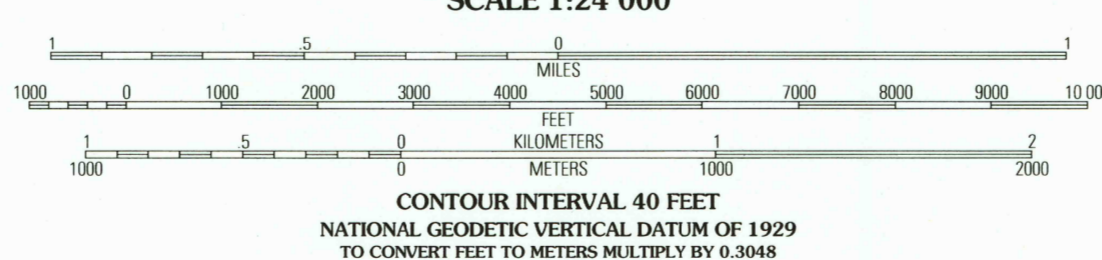 SCALE 1:24 000
1 .5 0 1
MILES
1000 0 1000 2000 3000 4000 5000 6000 7000 8000 9000 10 00
FEET
1 .5 0 KILOMETERS 1 2
1000 0 METERS 1000 2000
CONTOUR INTERVAL 40 FEET
NATIONAL GEODETIC VERTICAL DATUM OF 1929
TO CONVERT FEET TO METERS MULTIPLY BY 0.3048